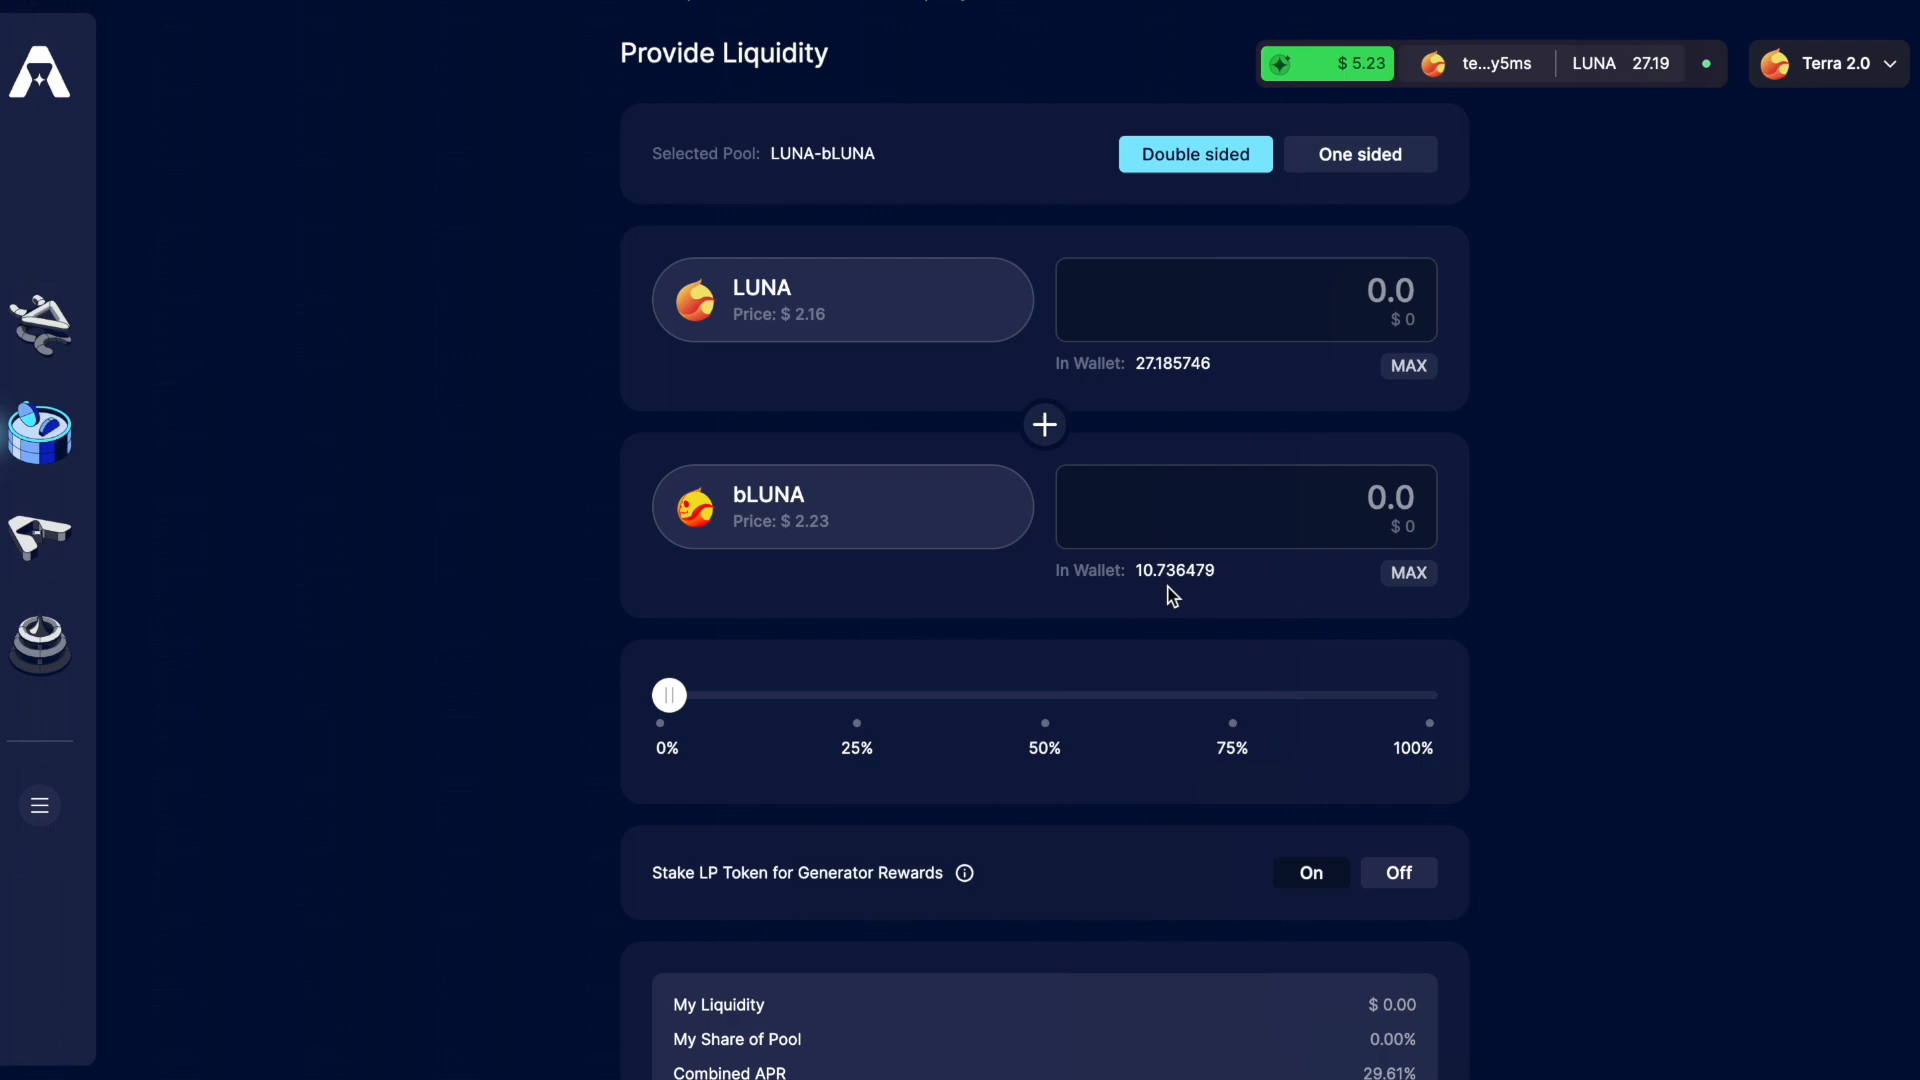 Provide Liquidity
$ 5.23
te...y5ms
LUNA 27.19
Terra 2.0
Selected Pool: LUNA-bLUNA
Double sided
One sided
LUNA
Price: $ 2.16
0.0
$ 0
In Wallet: 27.185746
MAX
bLUNA
Price: $ 2.23
0.0
$ 0
In Wallet: 10.736479
MAX
0%
25%
50%
75%
100%
Stake LP Token for Generator Rewards
On
Off
My Liquidity
$ 0.00
My Share of Pool
0.00%
Combined APR
29.61%